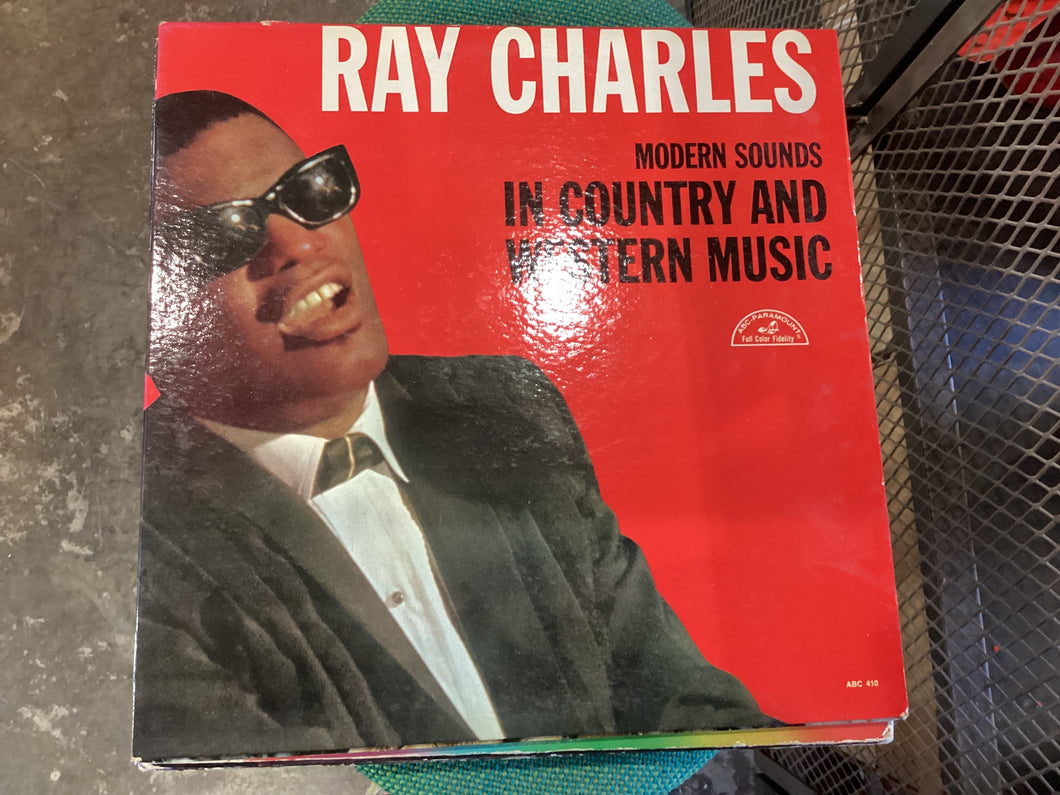 RAY CHARLES
MODERN SOUNDS
IN COUNTRY AND
WESTERN MUSIC
ABC-PARAMOUNT
Full Color Fidelity
ABC 410